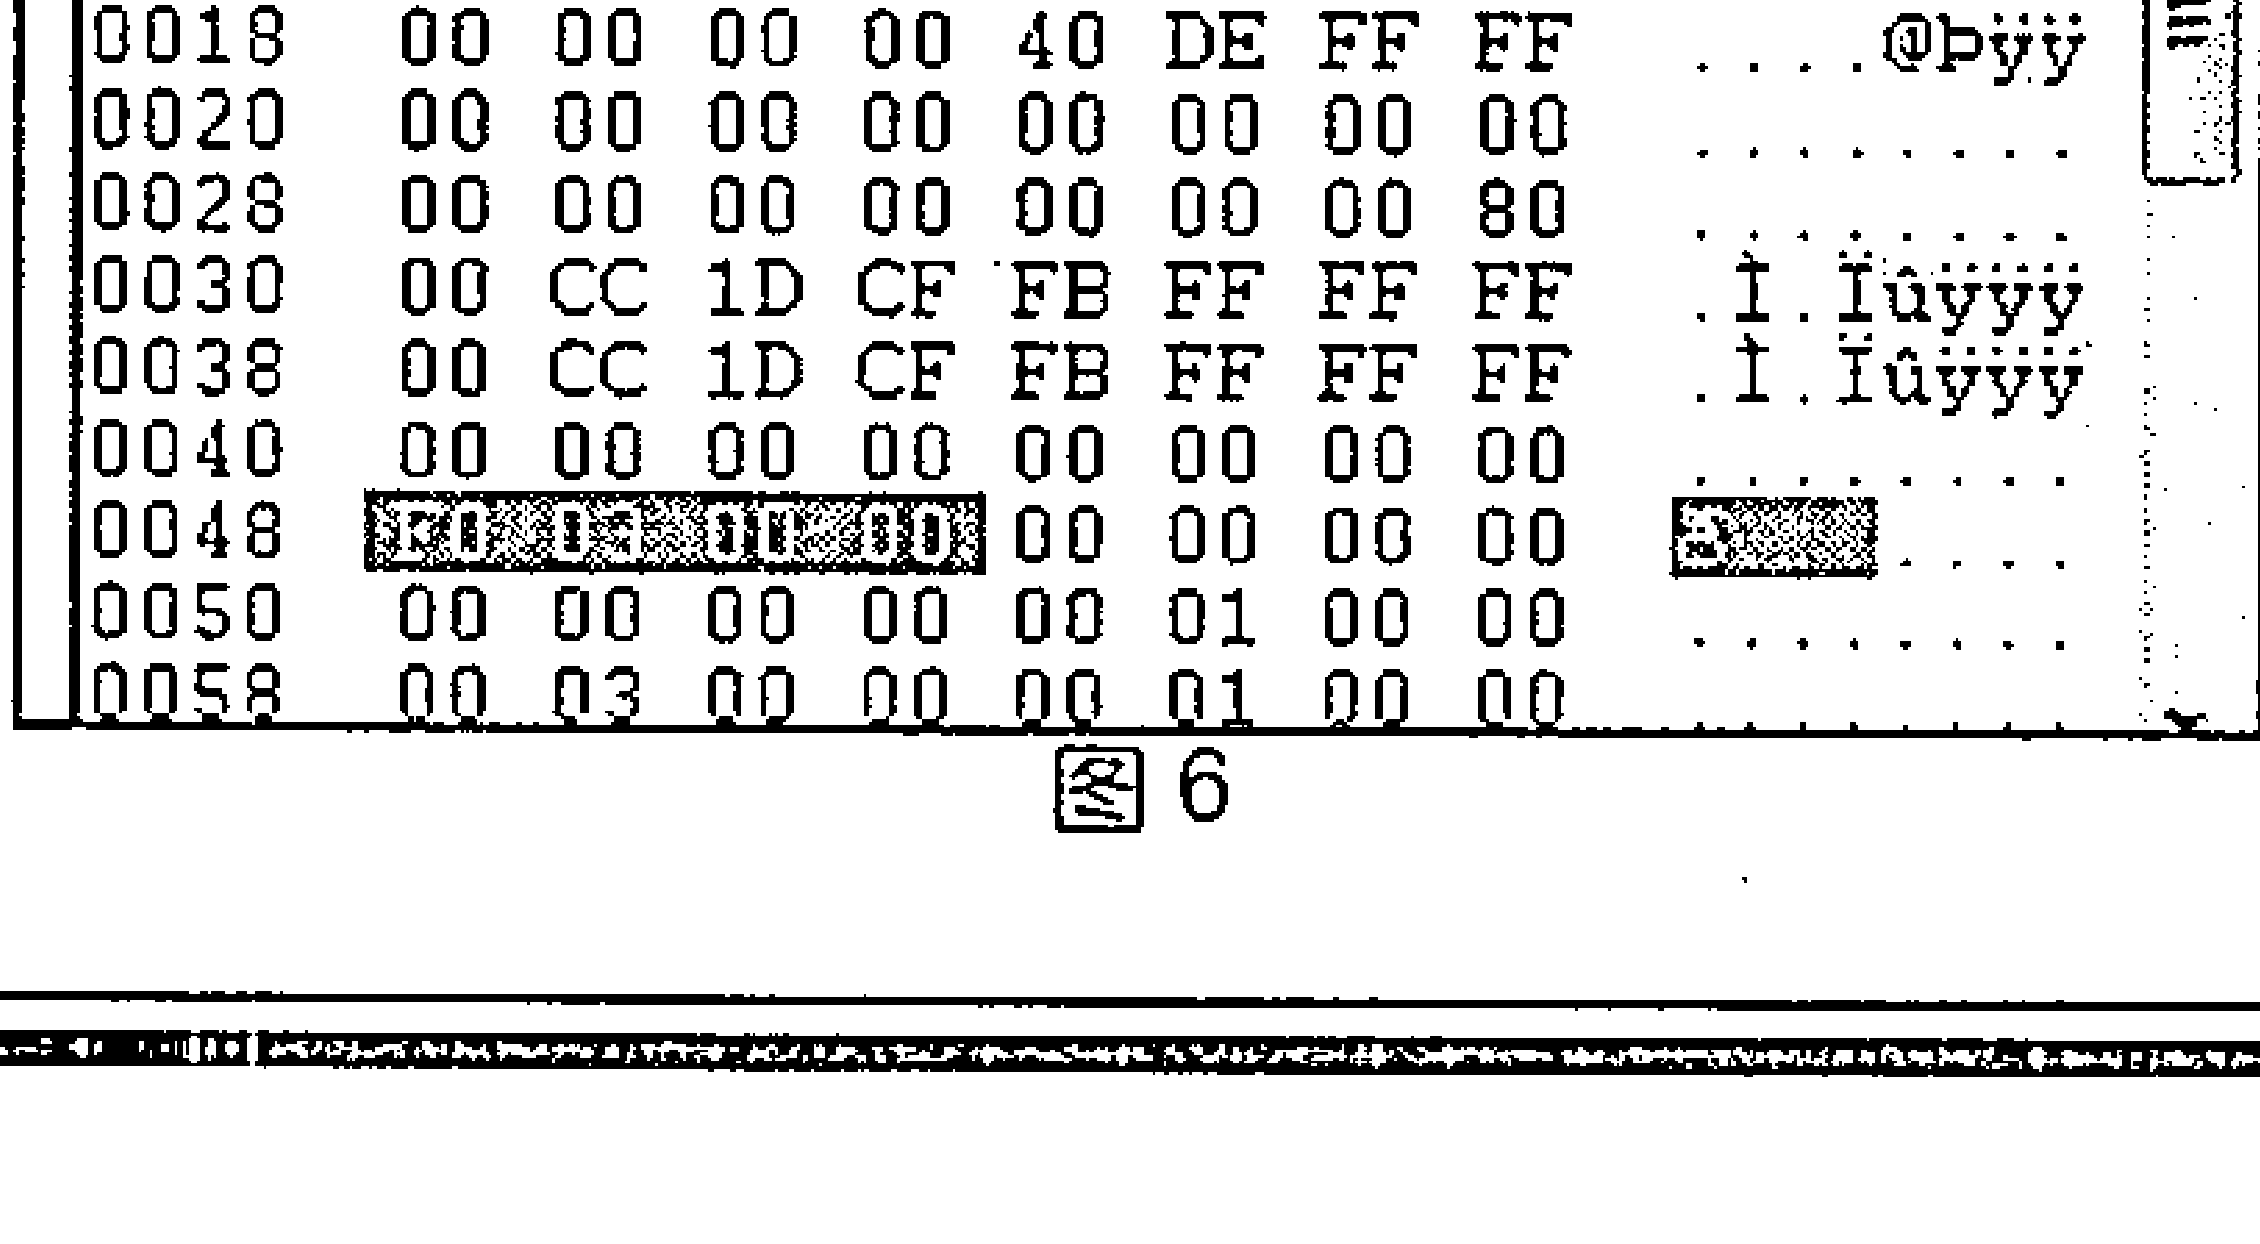 0018 00 00 00 00 40 DE FF FF ....@Þÿÿ
0020 00 00 00 00 00 00 00 00 ........
0028 00 00 00 00 00 00 00 80 ........
0030 00 CC 1D CF FB FF FF FF .Ì.Ïûÿÿÿ
0038 00 CC 1D CF FB FF FF FF .Ì.Ïûÿÿÿ
0040 00 00 00 00 00 00 00 00 ........
0048 00 00 00 00 ....
0050 00 00 00 00 00 01 00 00 ........
0058 00 03 00 00 00 01 00 00 ........
图 6